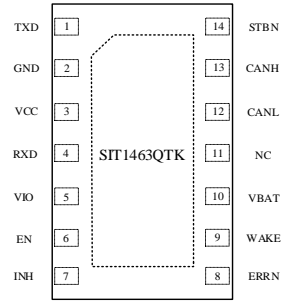 TXD 1 14 STBN
GND 2 13 CANH
VCC 3 12 CANL
RXD 4 SIT1463QTK 11 NC
VIO 5 10 VBAT
EN 6 9 WAKE
INH 7 8 ERRN